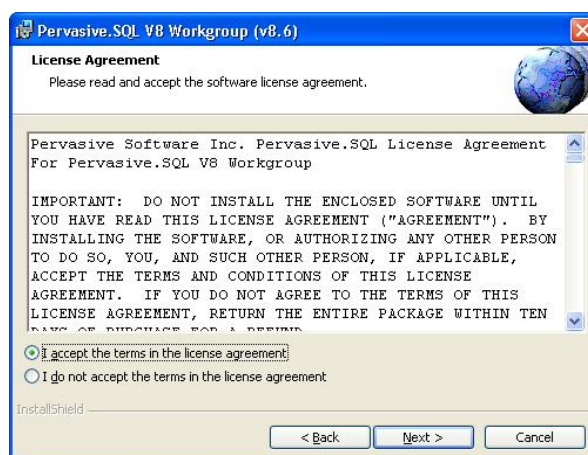 Pervasive.SQL V8 Workgroup (v8.6)
License Agreement
Please read and accept the software license agreement.
Pervasive Software Inc. Pervasive.SQL License Agreement
For Pervasive.SQL V8 Workgroup
IMPORTANT: DO NOT INSTALL THE ENCLOSED SOFTWARE UNTIL
YOU HAVE READ THIS LICENSE AGREEMENT ("AGREEMENT"). BY
INSTALLING THE SOFTWARE, OR AUTHORIZING ANY OTHER PERSON
TO DO SO, YOU, AND SUCH OTHER PERSON, IF APPLICABLE,
ACCEPT THE TERMS AND CONDITIONS OF THIS LICENSE
AGREEMENT. IF YOU DO NOT AGREE TO THE TERMS OF THIS
LICENSE AGREEMENT, RETURN THE ENTIRE PACKAGE WITHIN TEN
DAYS OF PURCHASE FOR A REFUND
I accept the terms in the license agreement
I do not accept the terms in the license agreement
InstallShield
< Back
Next >
Cancel